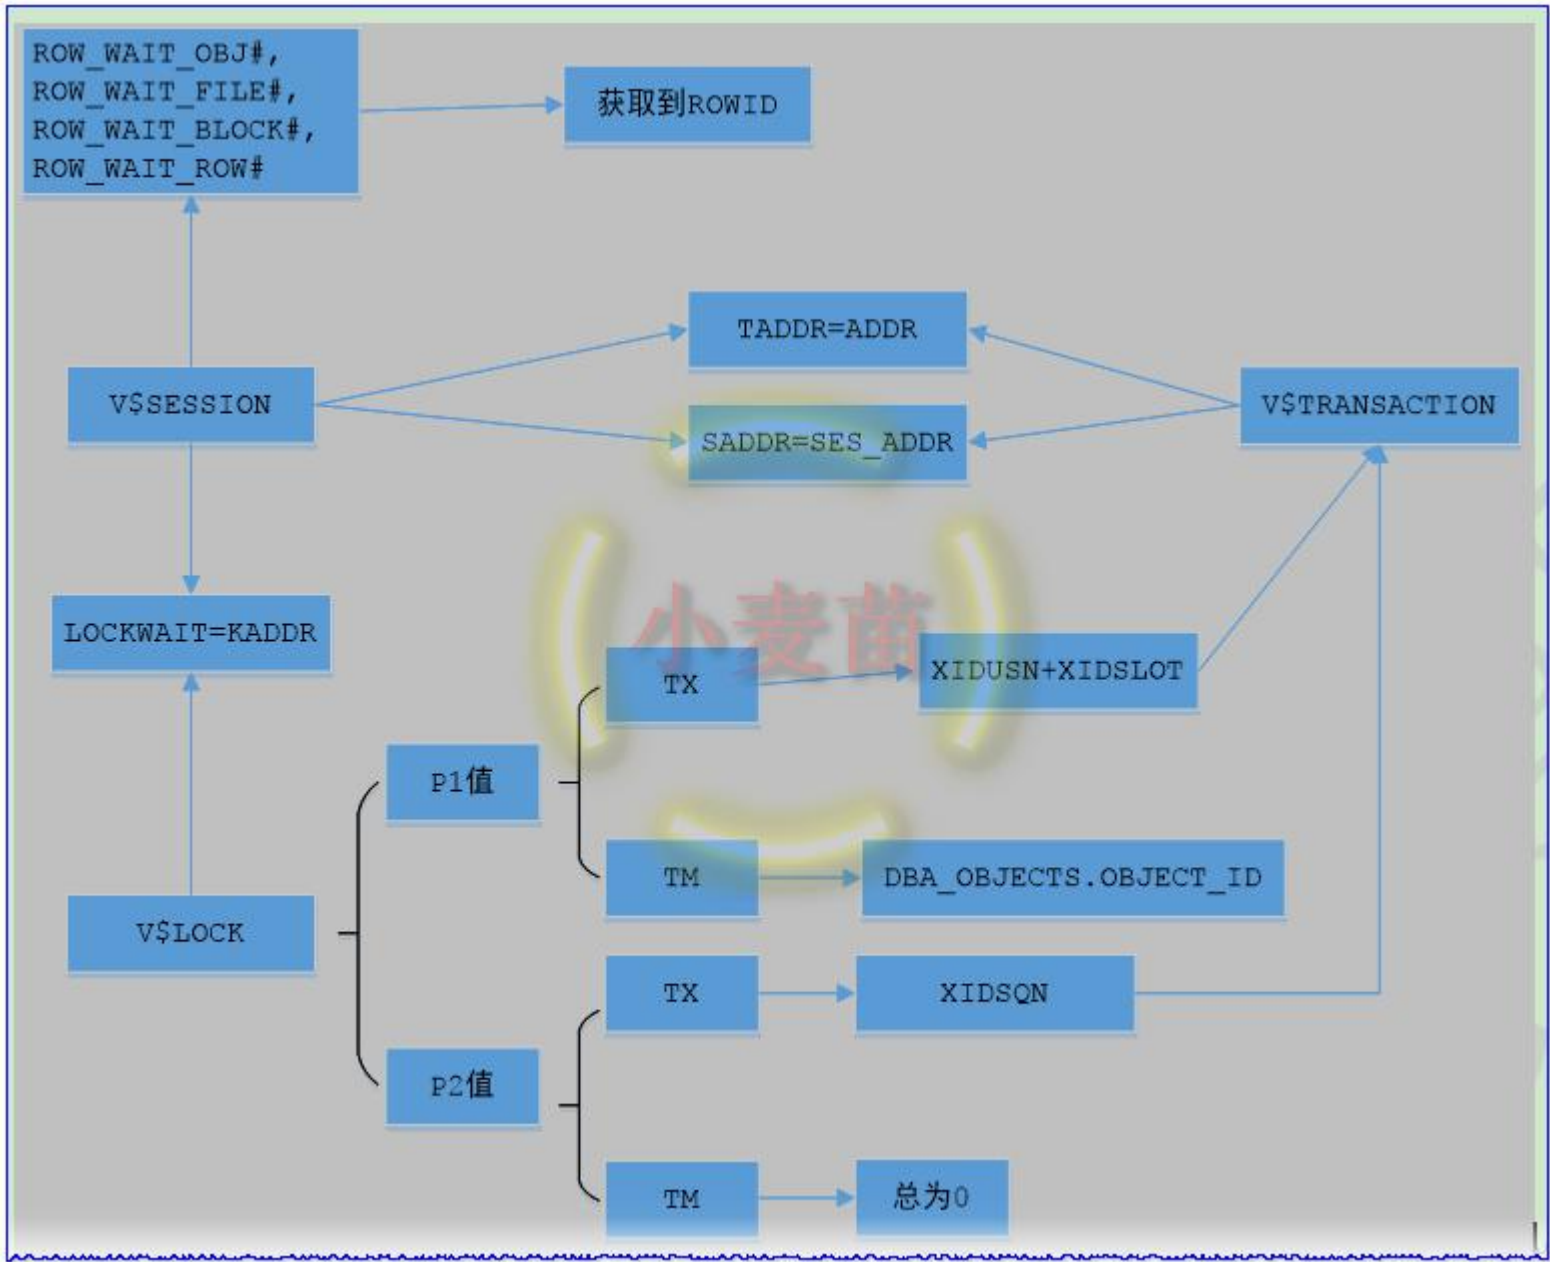 ROW_WAIT_OBJ#,
ROW_WAIT_FILE#,
ROW_WAIT_BLOCK#,
ROW_WAIT_ROW#
获取到ROWID
TADDR=ADDR
V$SESSION
V$TRANSACTION
SADDR=SES_ADDR
小麦苗
LOCKWAIT=KADDR
TX
XIDUSN+XIDSLOT
P1值
TM
DBA_OBJECTS.OBJECT_ID
V$LOCK
TX
XIDSQN
P2值
TM
总为0